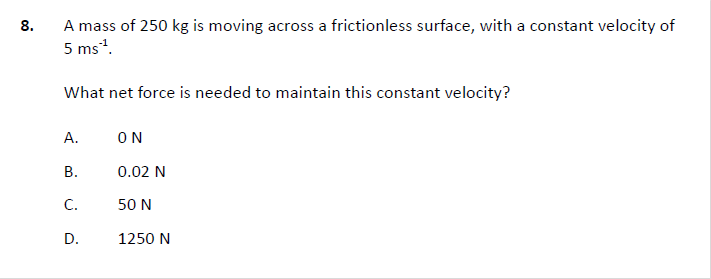 8. A mass of 250 kg is moving across a frictionless surface, with a constant velocity of
5 ms⁻¹.
What net force is needed to maintain this constant velocity?
A. 0 N
B. 0.02 N
C. 50 N
D. 1250 N